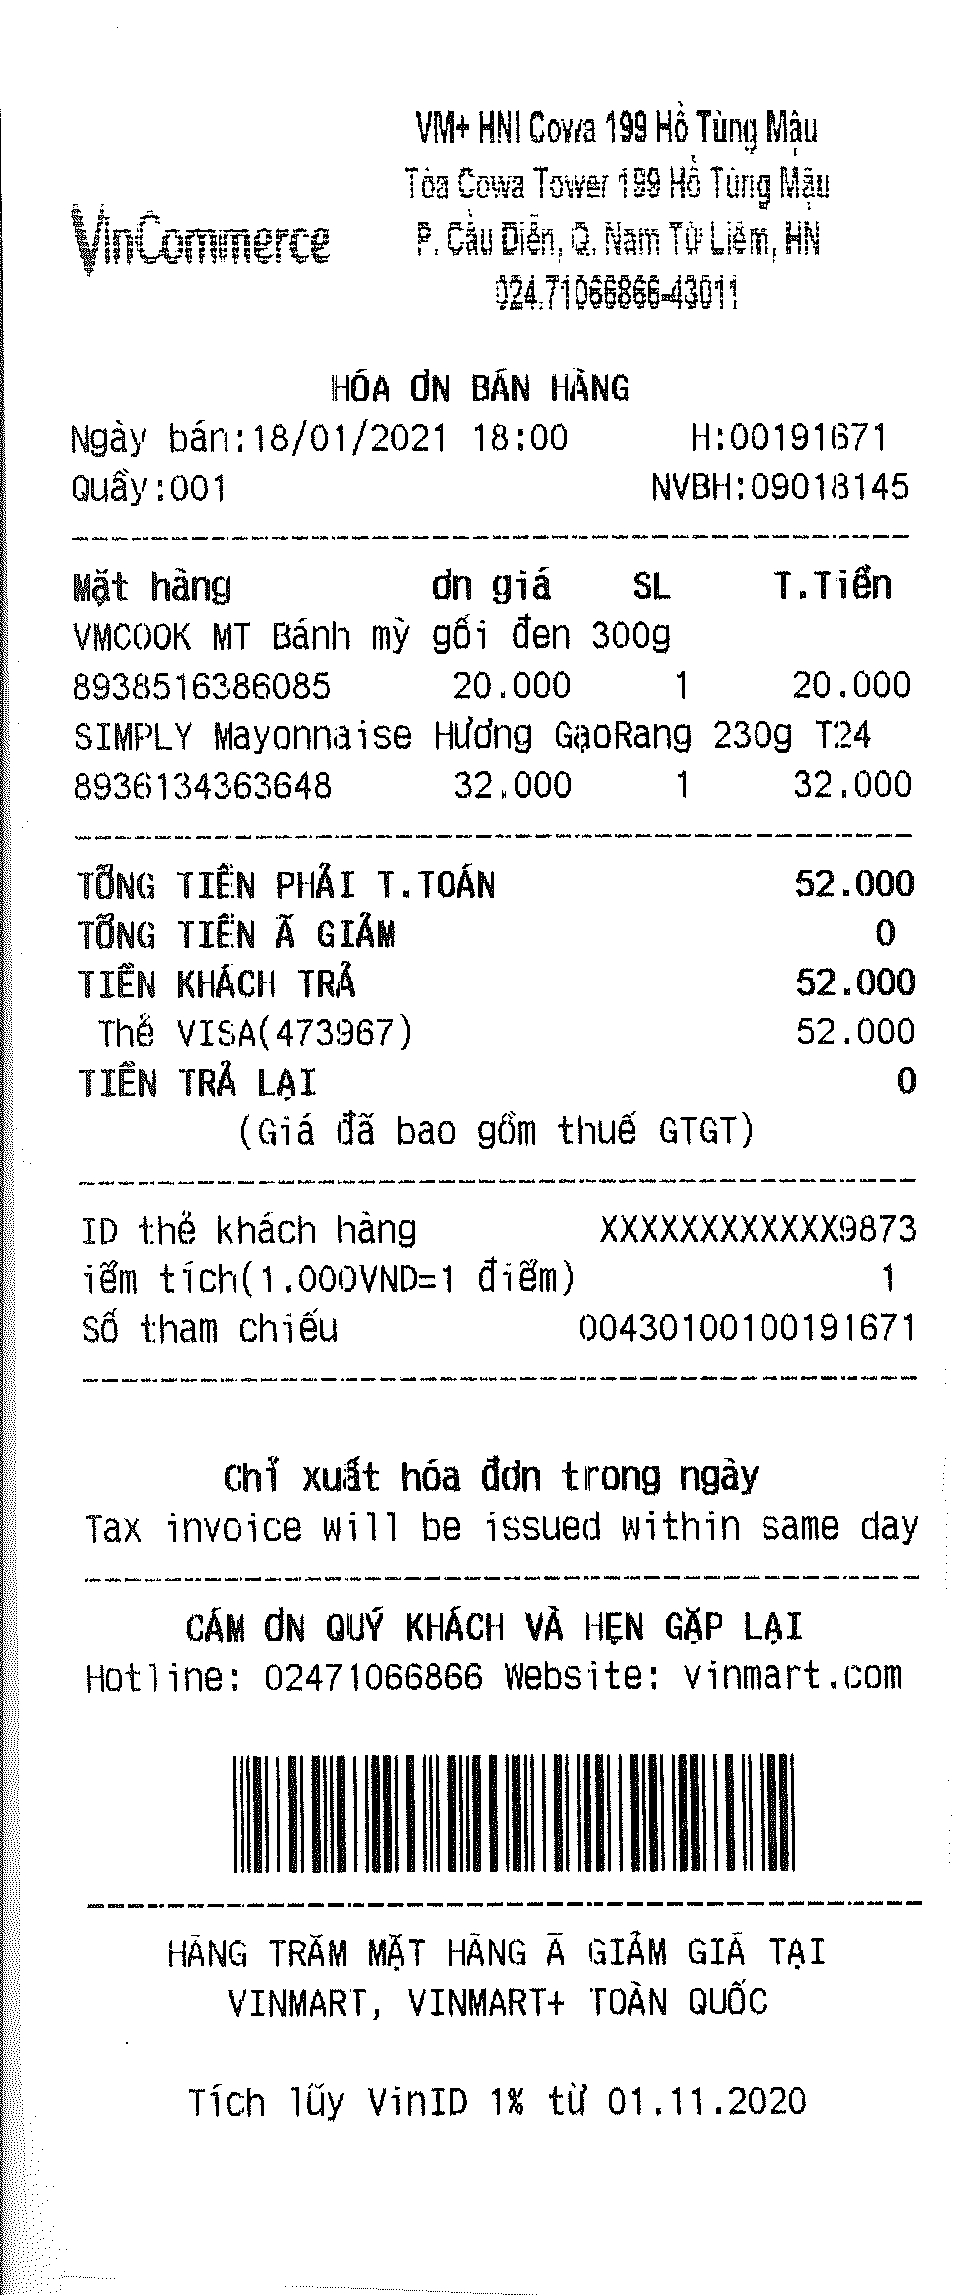 VinCommerce
VM+ HNI Cowa 199 Hồ Tùng Mậu
Tòa Cowa Tower 199 Hồ Tùng Mậu
P. Cầu Diễn, Q. Nam Từ Liêm, HN
024.71066866-43011
HÓA ƠN BÁN HÀNG
Ngày bán:18/01/2021 18:00 H:00191671
Quầy:001 NVBH:09018145
Mặt hàng ơn giá SL T.Tiền
VMCOOK MT Bánh mỳ gối đen 300g
8938516386085 20.000 1 20.000
SIMPLY Mayonnaise Hương GạoRang 230g T24
8936134363648 32.000 1 32.000
TỔNG TIỀN PHẢI T.TOÁN 52.000
TỔNG TIỀN Ã GIẢM 0
TIỀN KHÁCH TRẢ 52.000
Thẻ VISA(473967) 52.000
TIỀN TRẢ LẠI 0
(Giá đã bao gồm thuế GTGT)
ID thẻ khách hàng XXXXXXXXXXXX9873
iểm tích(1.000VND=1 điểm) 1
Số tham chiếu 00430100100191671
Chỉ xuất hóa đơn trong ngày
Tax invoice will be issued within same day
CẢM ƠN QUÝ KHÁCH VÀ HẸN GẶP LẠI
Hotline: 02471066866 Website: vinmart.com
HÀNG TRĂM MẶT HÀNG Ã GIẢM GIÁ TẠI
VINMART, VINMART+ TOÀN QUỐC
Tích lũy VinID 1% từ 01.11.2020